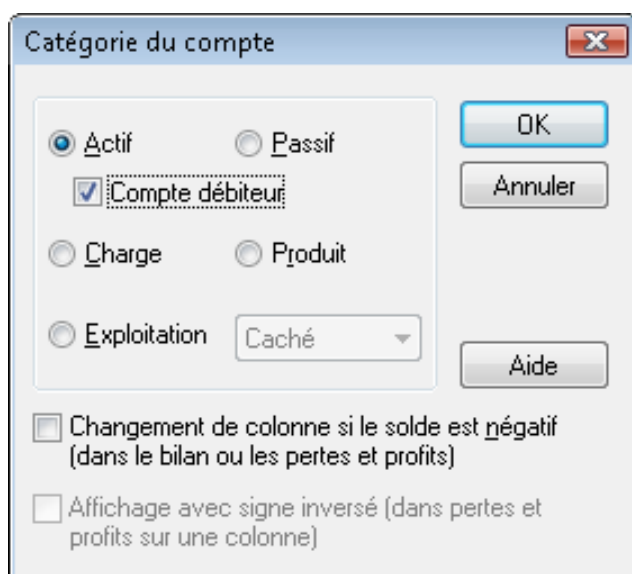 Catégorie du compte
Actif
Passif
OK
Compte débiteur
Annuler
Charge
Produit
Exploitation
Caché
Aide
Changement de colonne si le solde est négatif
(dans le bilan ou les pertes et profits)
Affichage avec signe inversé (dans pertes et
profits sur une colonne)